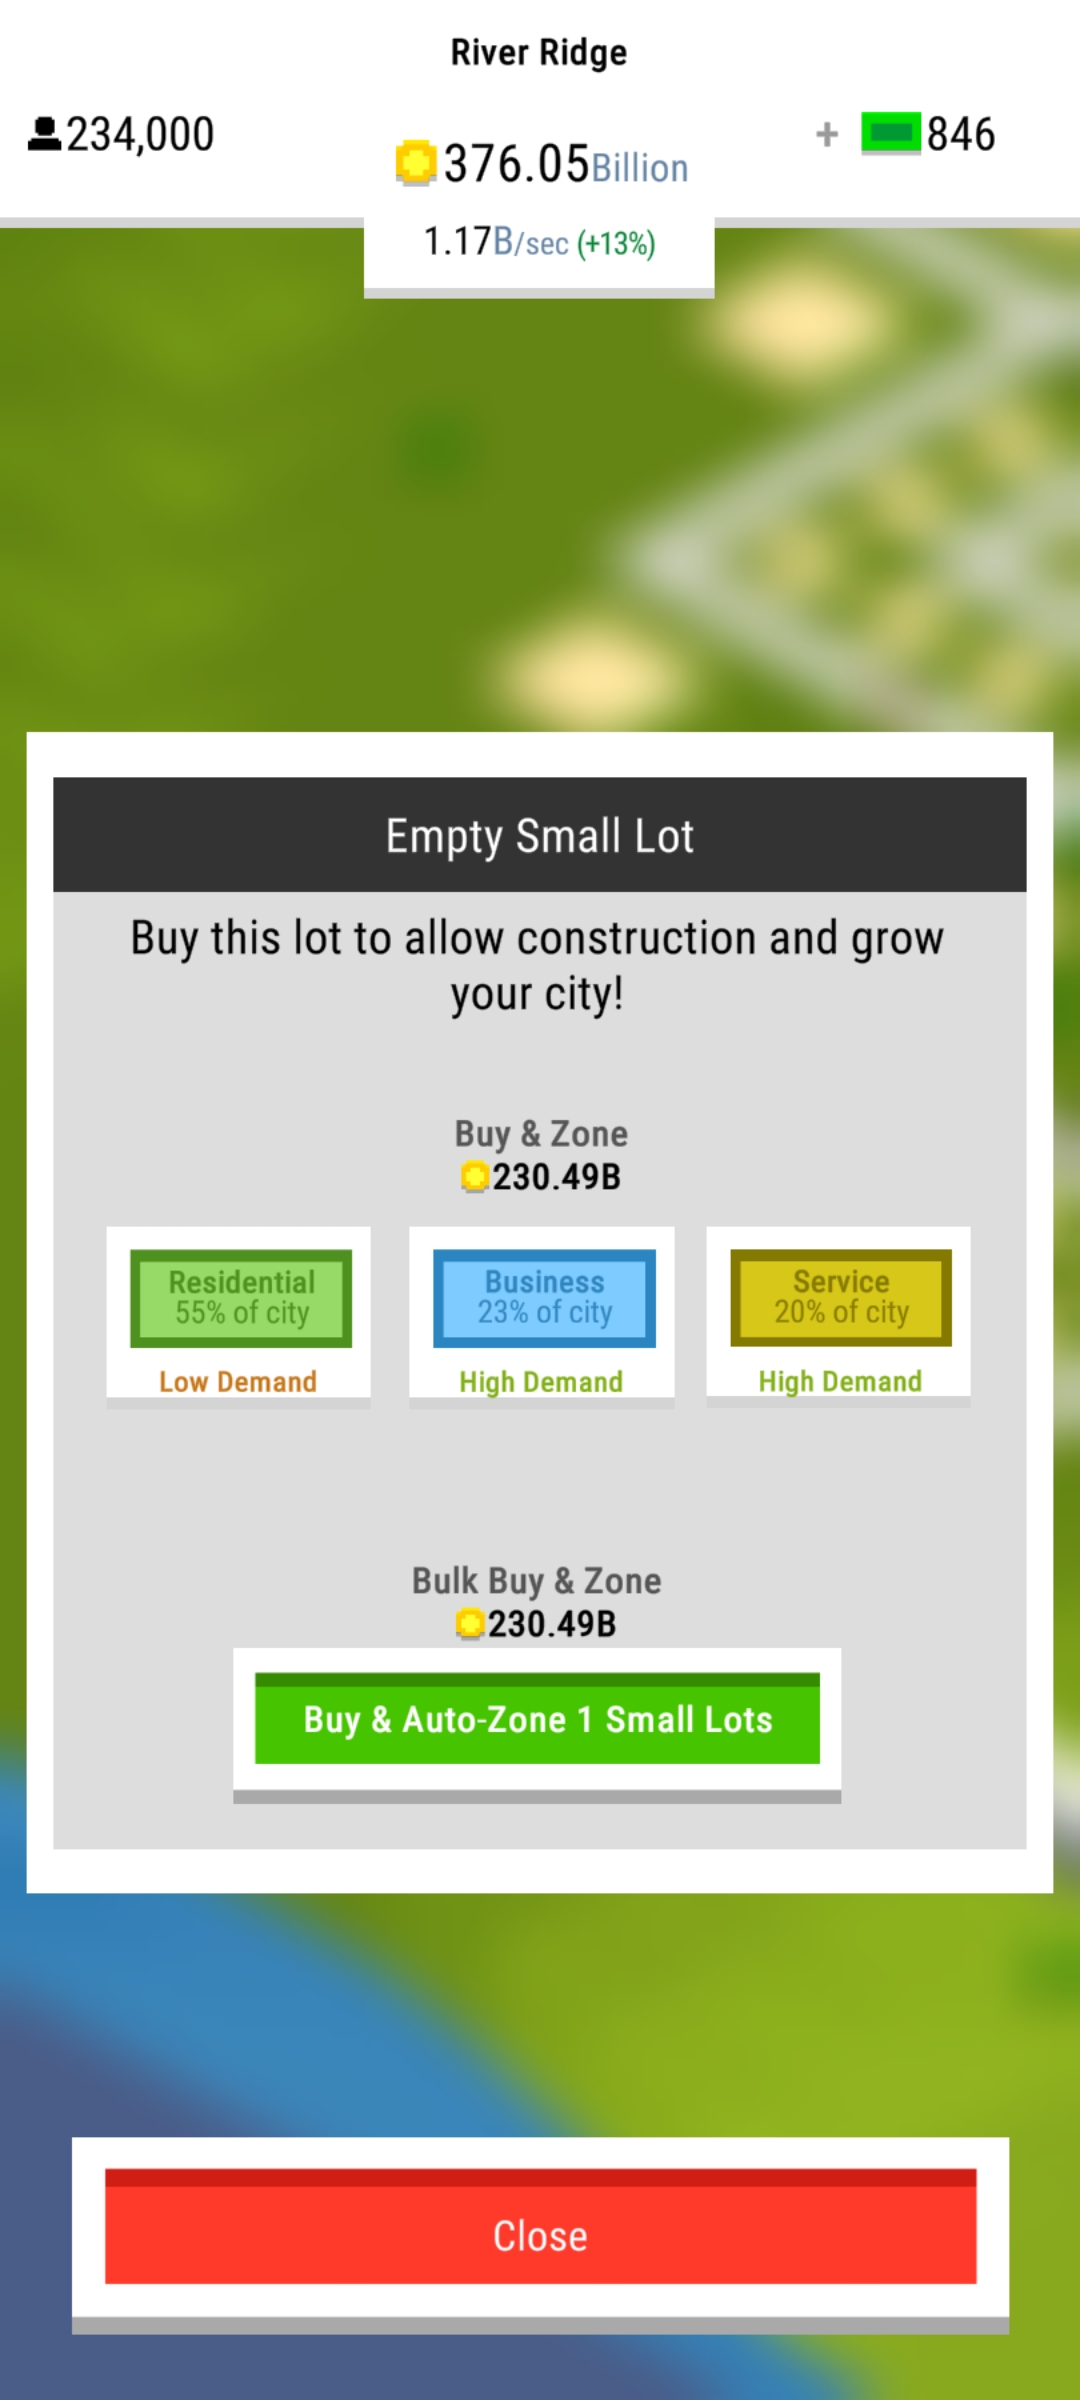 River Ridge
234,000
376.05Billion
+ 846
1.17B/sec (+13%)
Empty Small Lot
Buy this lot to allow construction and grow
your city!
Buy & Zone
230.49B
Residential
55% of city
Low Demand
Business
23% of city
High Demand
Service
20% of city
High Demand
Bulk Buy & Zone
230.49B
Buy & Auto-Zone 1 Small Lots
Close